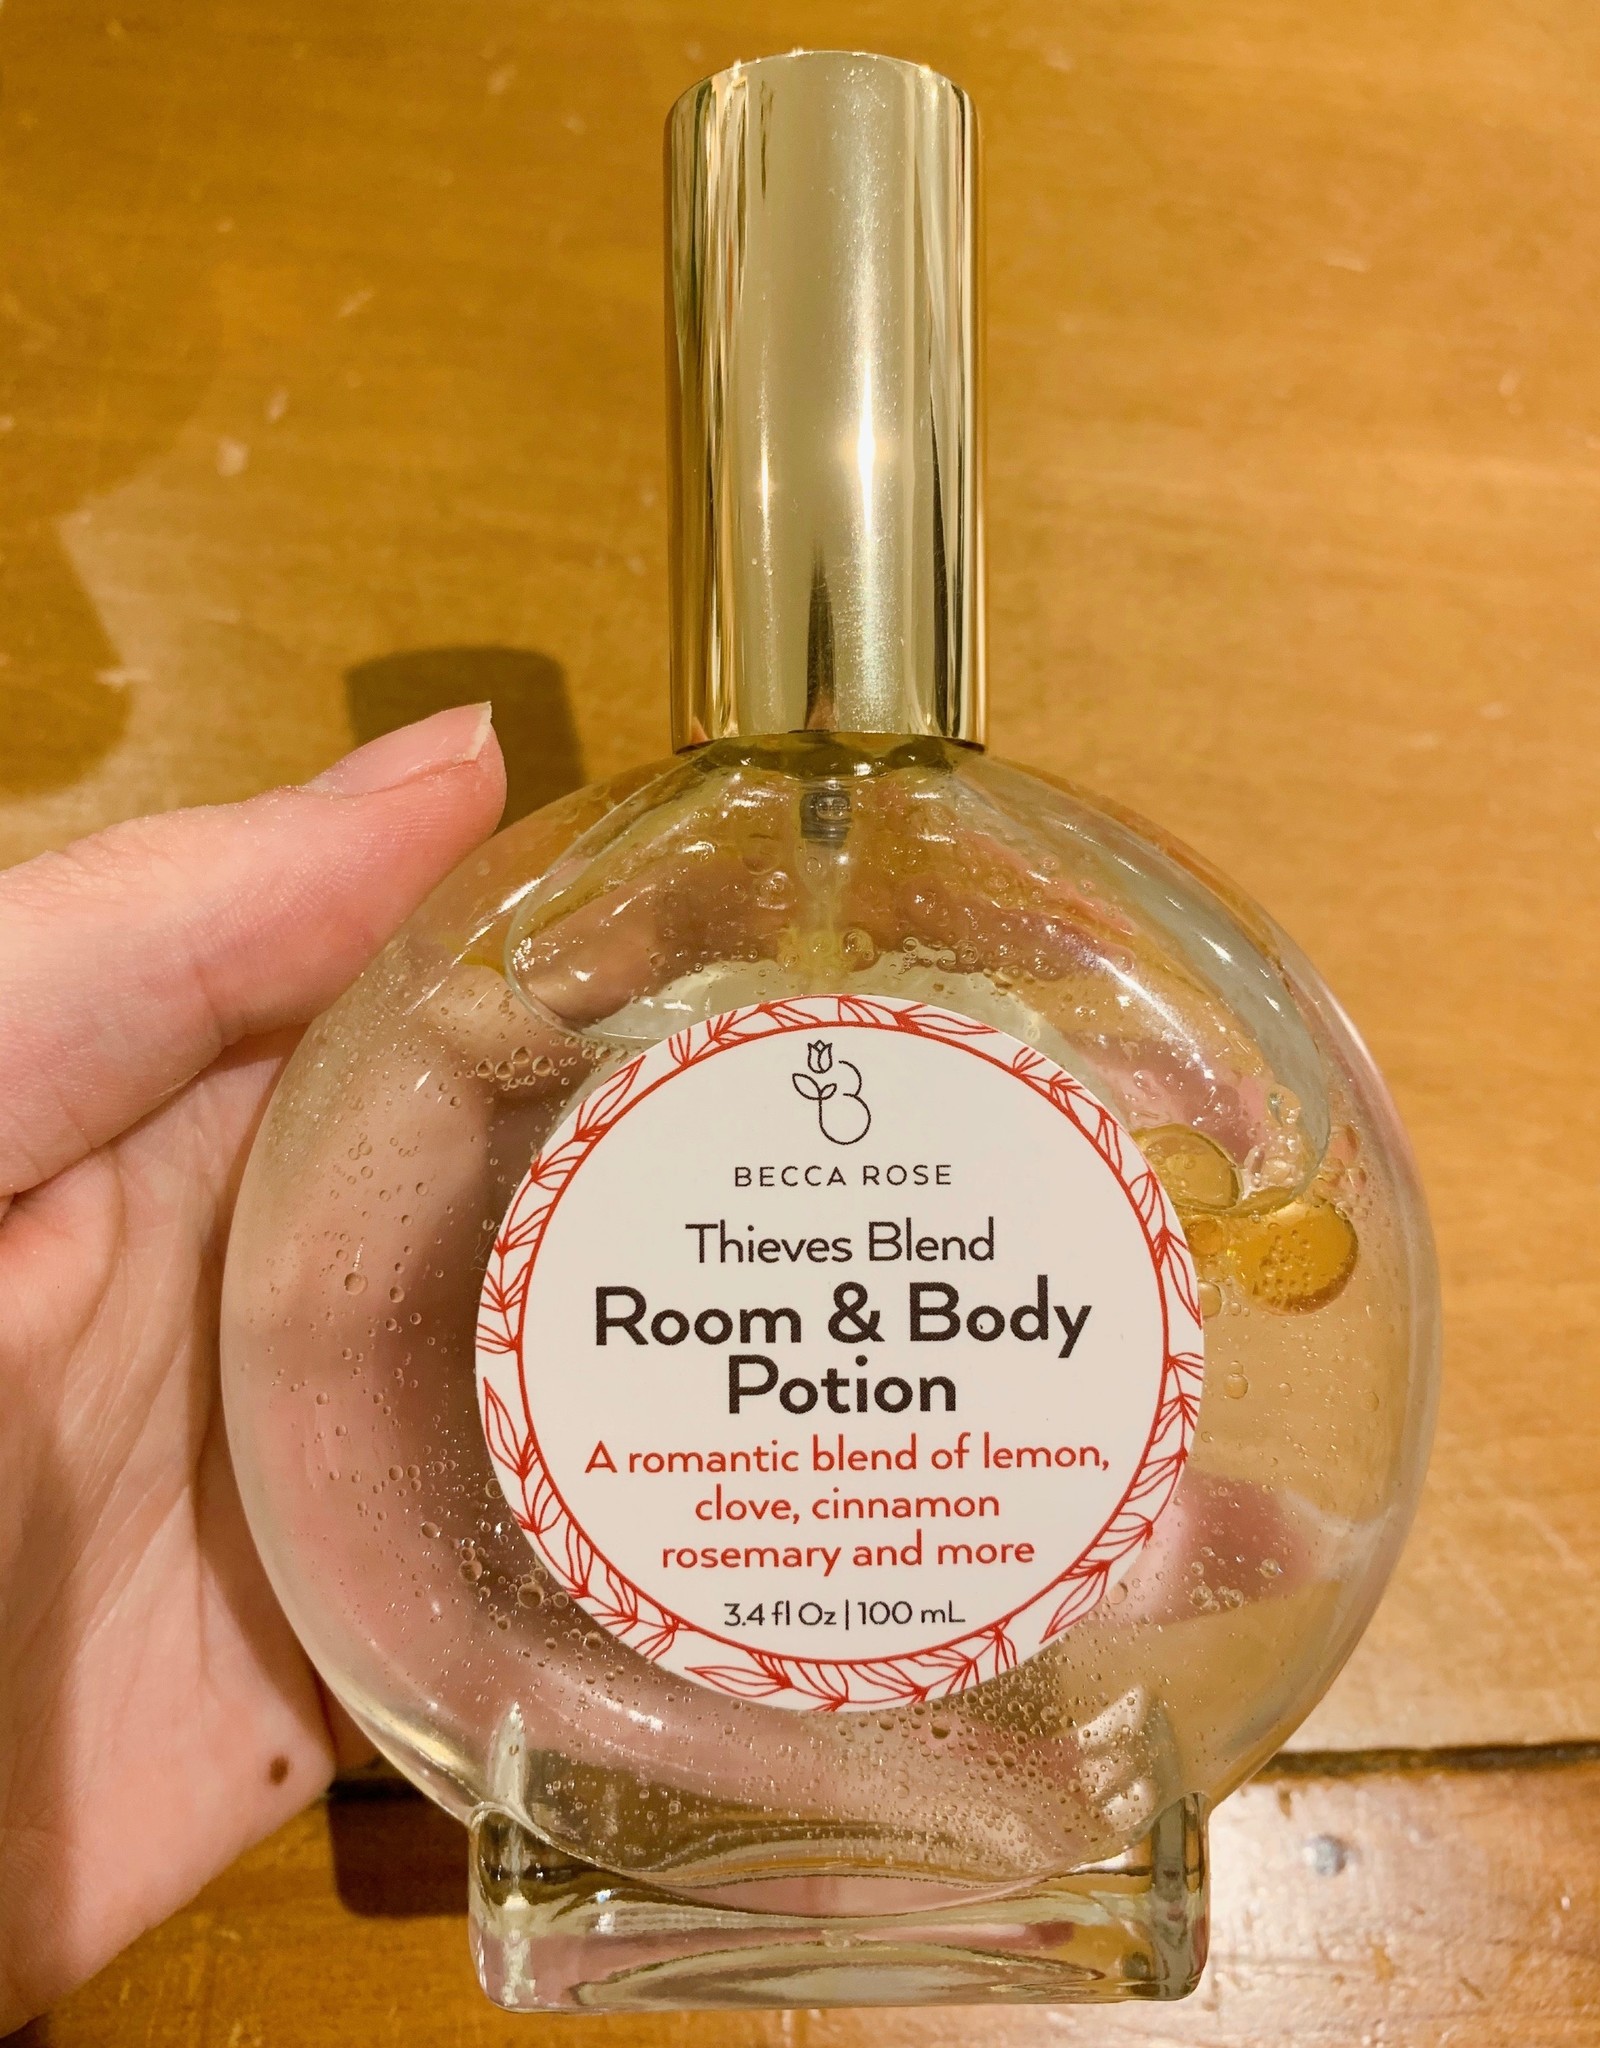 BECCA ROSE
Thieves Blend
Room & Body
Potion
A romantic blend of lemon,
clove, cinnamon
rosemary and more
3.4 fl Oz | 100 mL